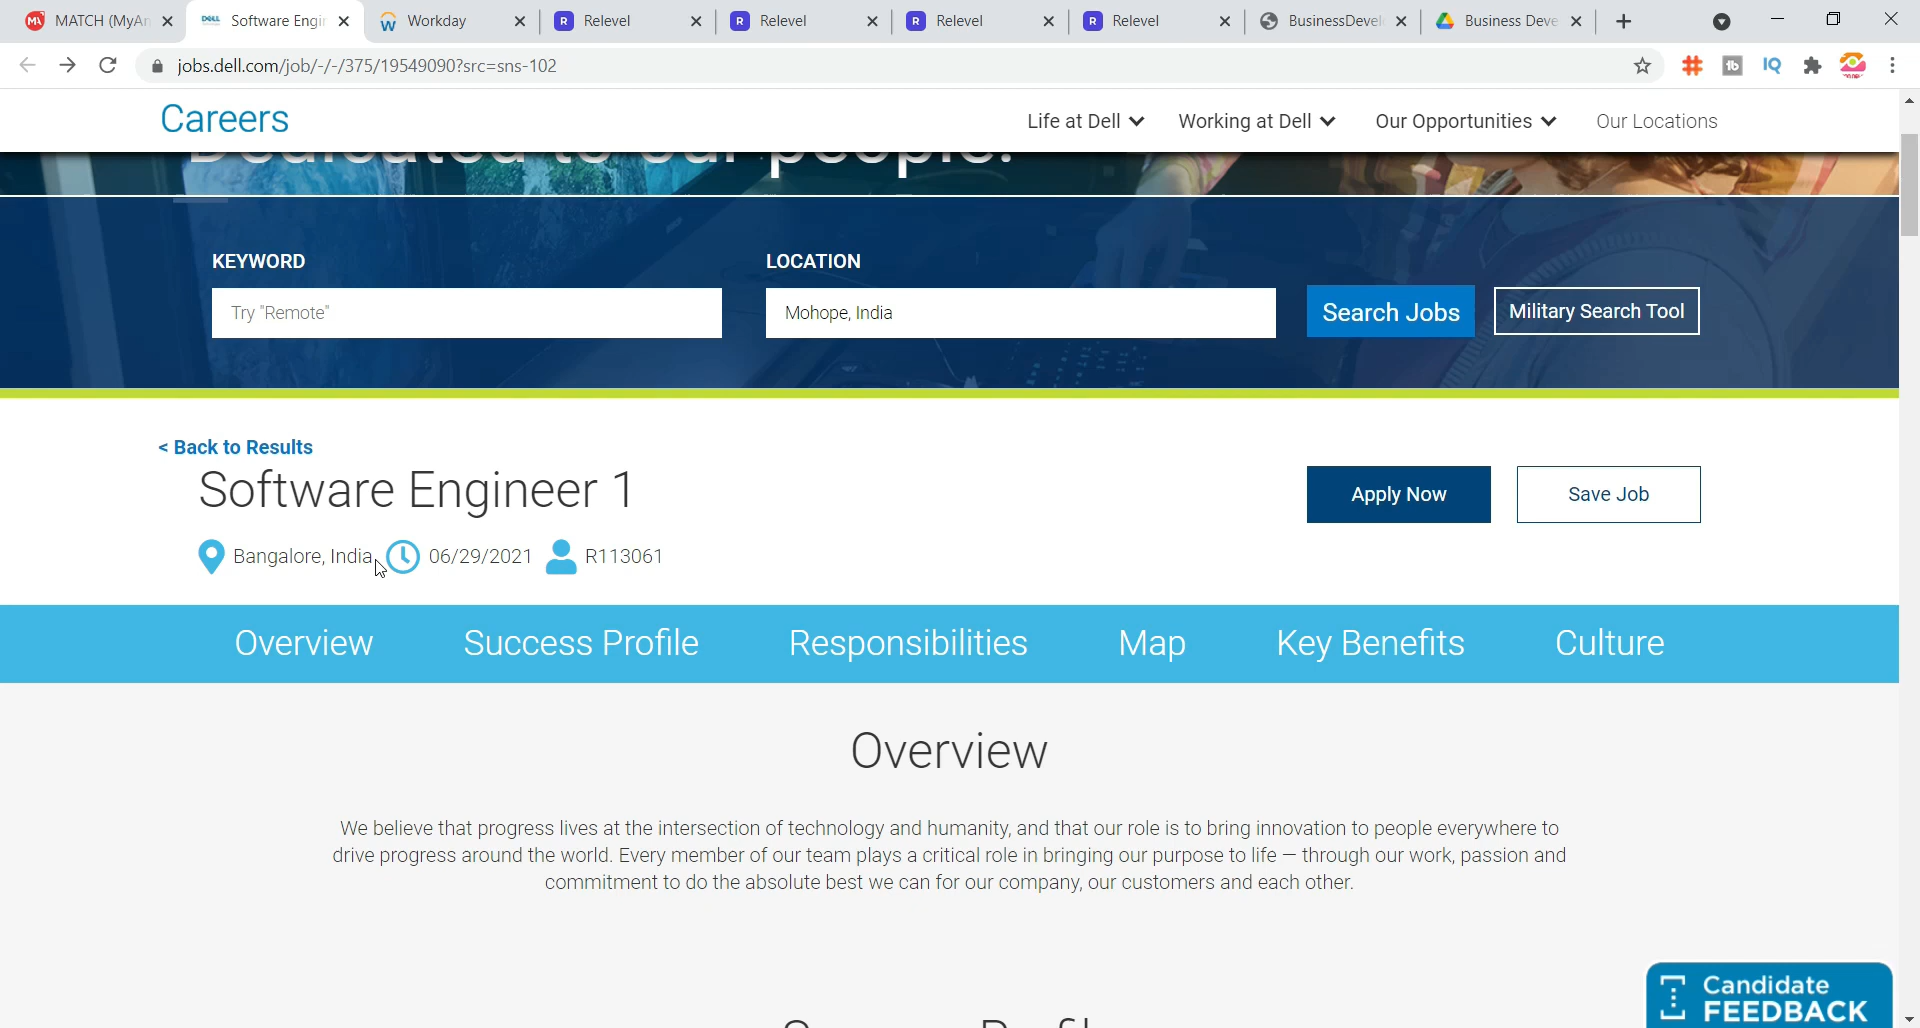 MATCH (MyAn
DELL Software Engin
Workday
Relevel
Relevel
Relevel
Relevel
BusinessDevel
Business Deve
jobs.dell.com/job/-/-/375/19549090?src=sns-102
Careers
Life at Dell
Working at Dell
Our Opportunities
Our Locations
Dedicated to our people.
KEYWORD
LOCATION
Try "Remote"
Mohope, India
Search Jobs
Military Search Tool
< Back to Results
Software Engineer 1
Apply Now
Save Job
Bangalore, India
06/29/2021
R113061
Overview
Success Profile
Responsibilities
Map
Key Benefits
Culture
Overview
We believe that progress lives at the intersection of technology and humanity, and that our role is to bring innovation to people everywhere to
drive progress around the world. Every member of our team plays a critical role in bringing our purpose to life — through our work, passion and
commitment to do the absolute best we can for our company, our customers and each other.
Candidate
FEEDBACK